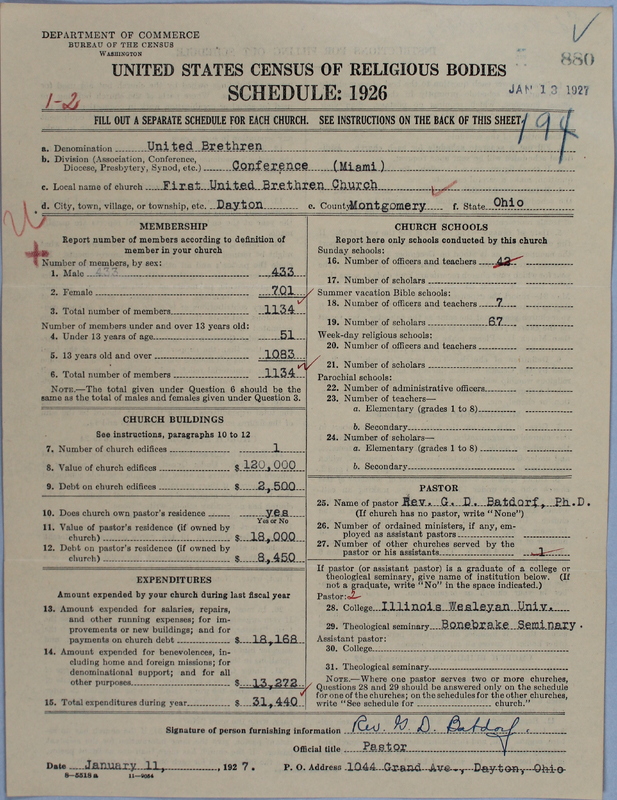 DEPARTMENT OF COMMERCE
BUREAU OF THE CENSUS
WASHINGTON
880
UNITED STATES CENSUS OF RELIGIOUS BODIES
SCHEDULE: 1926
JAN 13 1927
1-2
FILL OUT A SEPARATE SCHEDULE FOR EACH CHURCH. SEE INSTRUCTIONS ON THE BACK OF THIS SHEET
194
a. Denomination United Brethren
b. Division (Association, Conference, Diocese, Presbytery, Synod, etc.) Conference (Miami)
c. Local name of church First United Brethren Church
d. City, town, village, or township, etc. Dayton e. County Montgomery f. State Ohio
MEMBERSHIP
Report number of members according to definition of
member in your church
Number of members, by sex:
1. Male 433 433
2. Female 701
3. Total number of members 1134
Number of members under and over 13 years old:
4. Under 13 years of age 51
5. 13 years old and over 1083
6. Total number of members 1134
NOTE.—The total given under Question 6 should be
same as the total of males and females given under Question 3.
CHURCH BUILDINGS
See instructions, paragraphs 10 to 12
7. Number of church edifices 1
8. Value of church edifices $ 120,000
9. Debt on church edifices $ 2,500
10. Does church own pastor's residence yes
Yes or No
11. Value of pastor's residence (if owned by
church) $ 18,000
12. Debt on pastor's residence (if owned by
church) $ 8,450
EXPENDITURES
Amount expended by your church during last fiscal year
13. Amount expended for salaries, repairs,
and other running expenses; for im-
provements or new buildings; and for
payments on church debt $ 18,168
14. Amount expended for benevolences, in-
cluding home and foreign missions; for
denominational support; and for all
other purposes $ 13,272
15. Total expenditures during year $ 31,440
CHURCH SCHOOLS
Report here only schools conducted by this church
Sunday schools:
16. Number of officers and teachers 42
17. Number of scholars
Summer vacation Bible schools:
18. Number of officers and teachers 7
19. Number of scholars 67
Week-day religious schools:
20. Number of officers and teachers
21. Number of scholars
Parochial schools:
22. Number of administrative officers
23. Number of teachers—
a. Elementary (grades 1 to 8)
b. Secondary
24. Number of scholars—
a. Elementary (grades 1 to 8)
b. Secondary
PASTOR
25. Name of pastor Rev. G. D. Batdorf, Ph.D.
(If church has no pastor, write "None")
26. Number of ordained ministers, if any, em-
ployed as assistant pastors
27. Number of other churches served by the
pastor or his assistants 1
If pastor (or assistant pastor) is a graduate of a college or
theological seminary, give name of institution below. (If
not a graduate, write "No" in the space indicated.)
Pastor: 2
28. College Illinois Wesleyan Univ.
29. Theological seminary Bonebrake Seminary.
Assistant pastor:
30. College
31. Theological seminary
NOTE.—Where one pastor serves two or more churches,
Questions 28 and 29 should be answered only on the schedule
for one of the churches; on the schedules for the other churches,
write "See schedule for church."
Signature of person furnishing information Rev. G. D. Batdorf.
Official title Pastor
Date January 11, 1927. P. O. Address 1044 Grand Ave., Dayton, Ohio
8—5518a 11—9064